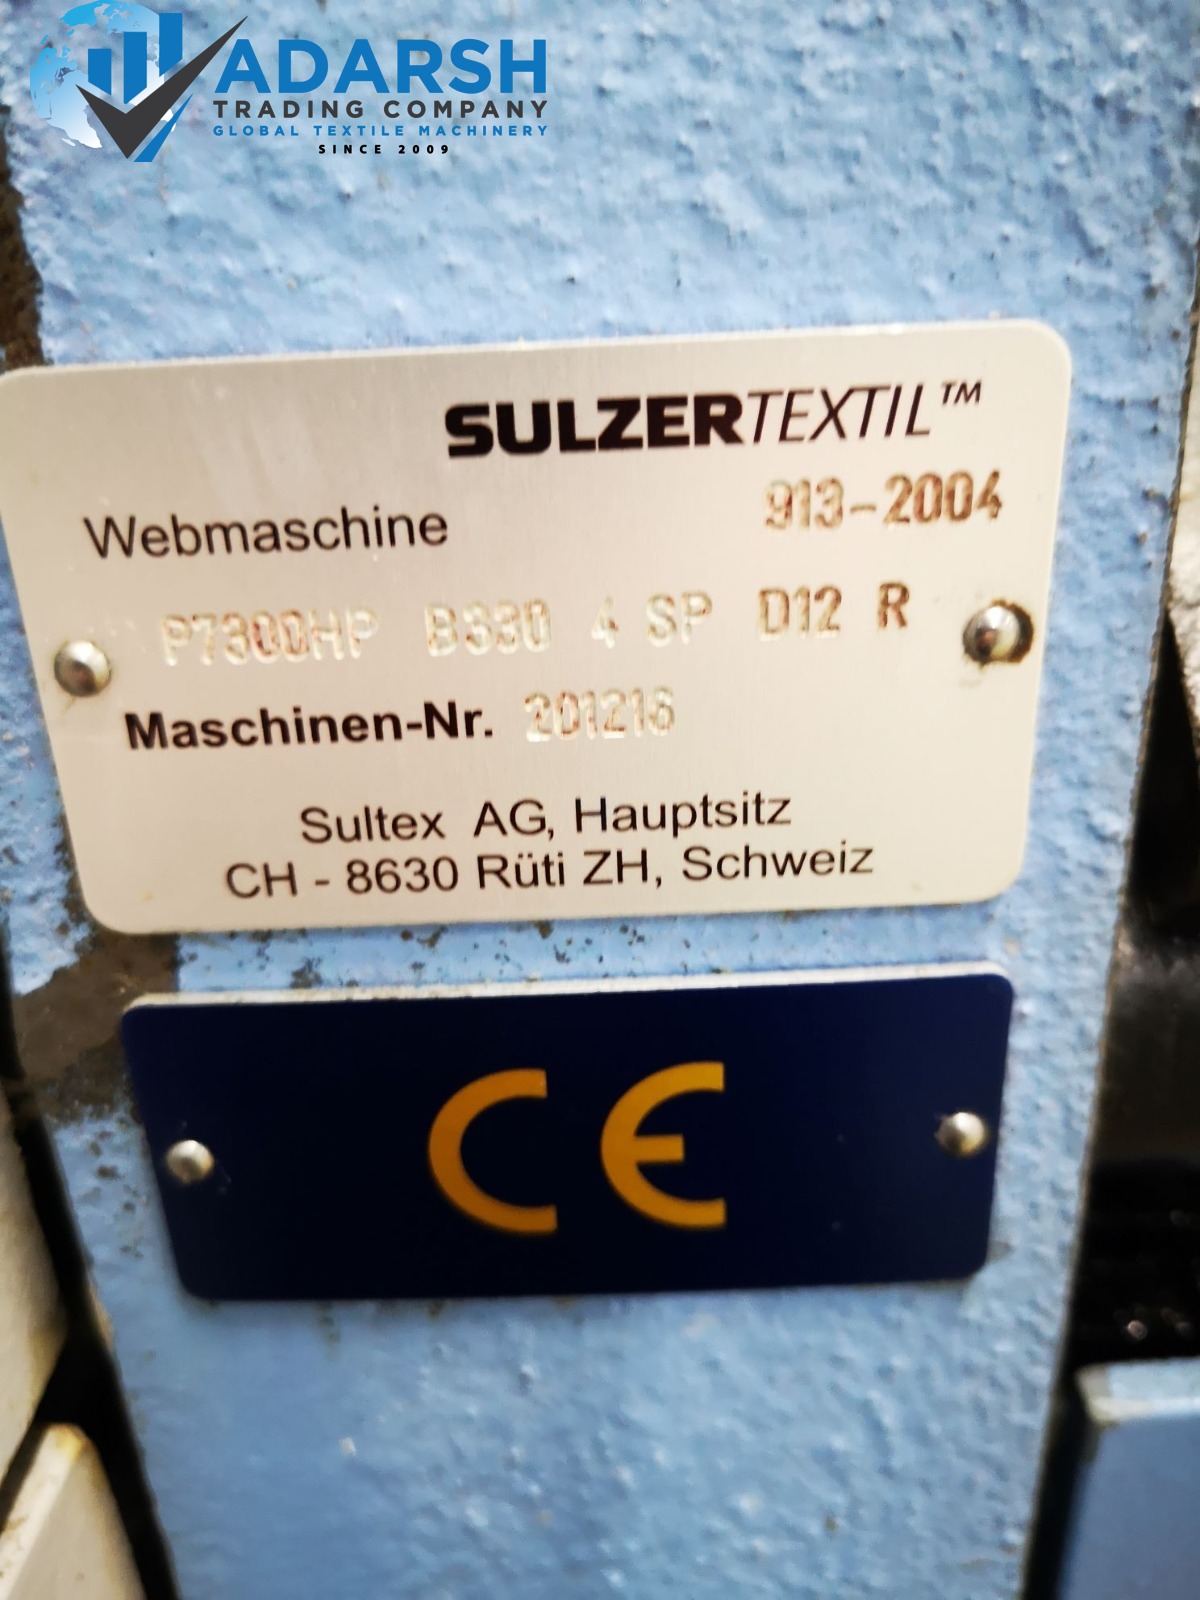 ADARSH
TRADING COMPANY
GLOBAL TEXTILE MACHINERY
SINCE 2009
SULZERTEXTIL™
Webmaschine 913-2004
P7300HP B330 4 SP D12 R
Maschinen-Nr. 201216
Sultex AG, Hauptsitz
CH - 8630 Rüti ZH, Schweiz
CE